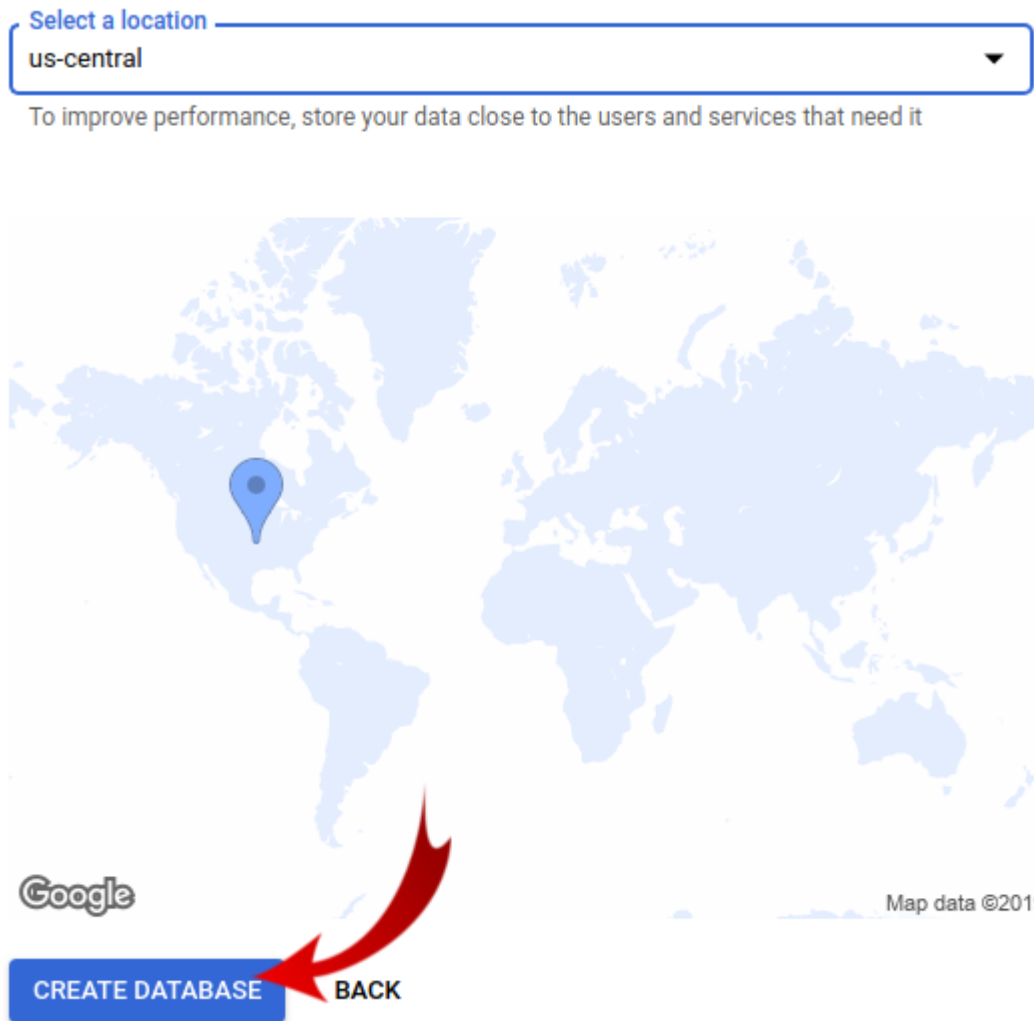 Select a location
us-central
To improve performance, store your data close to the users and services that need it
Google
Map data ©201
CREATE DATABASE
BACK